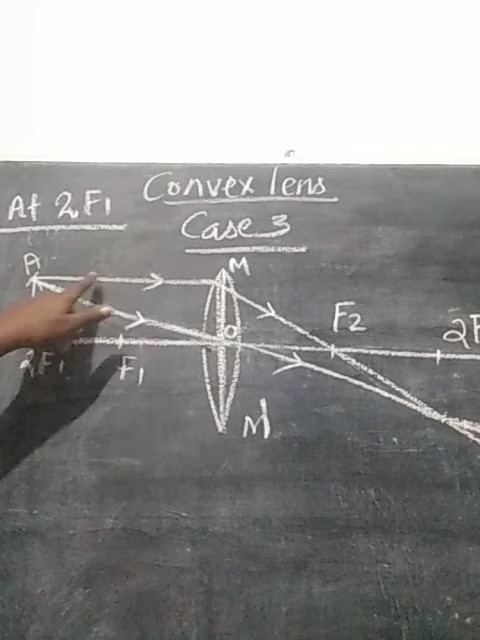 Convex lens
At 2F1
Case 3
A
M
O
F2
2F
2F1
F1
M'